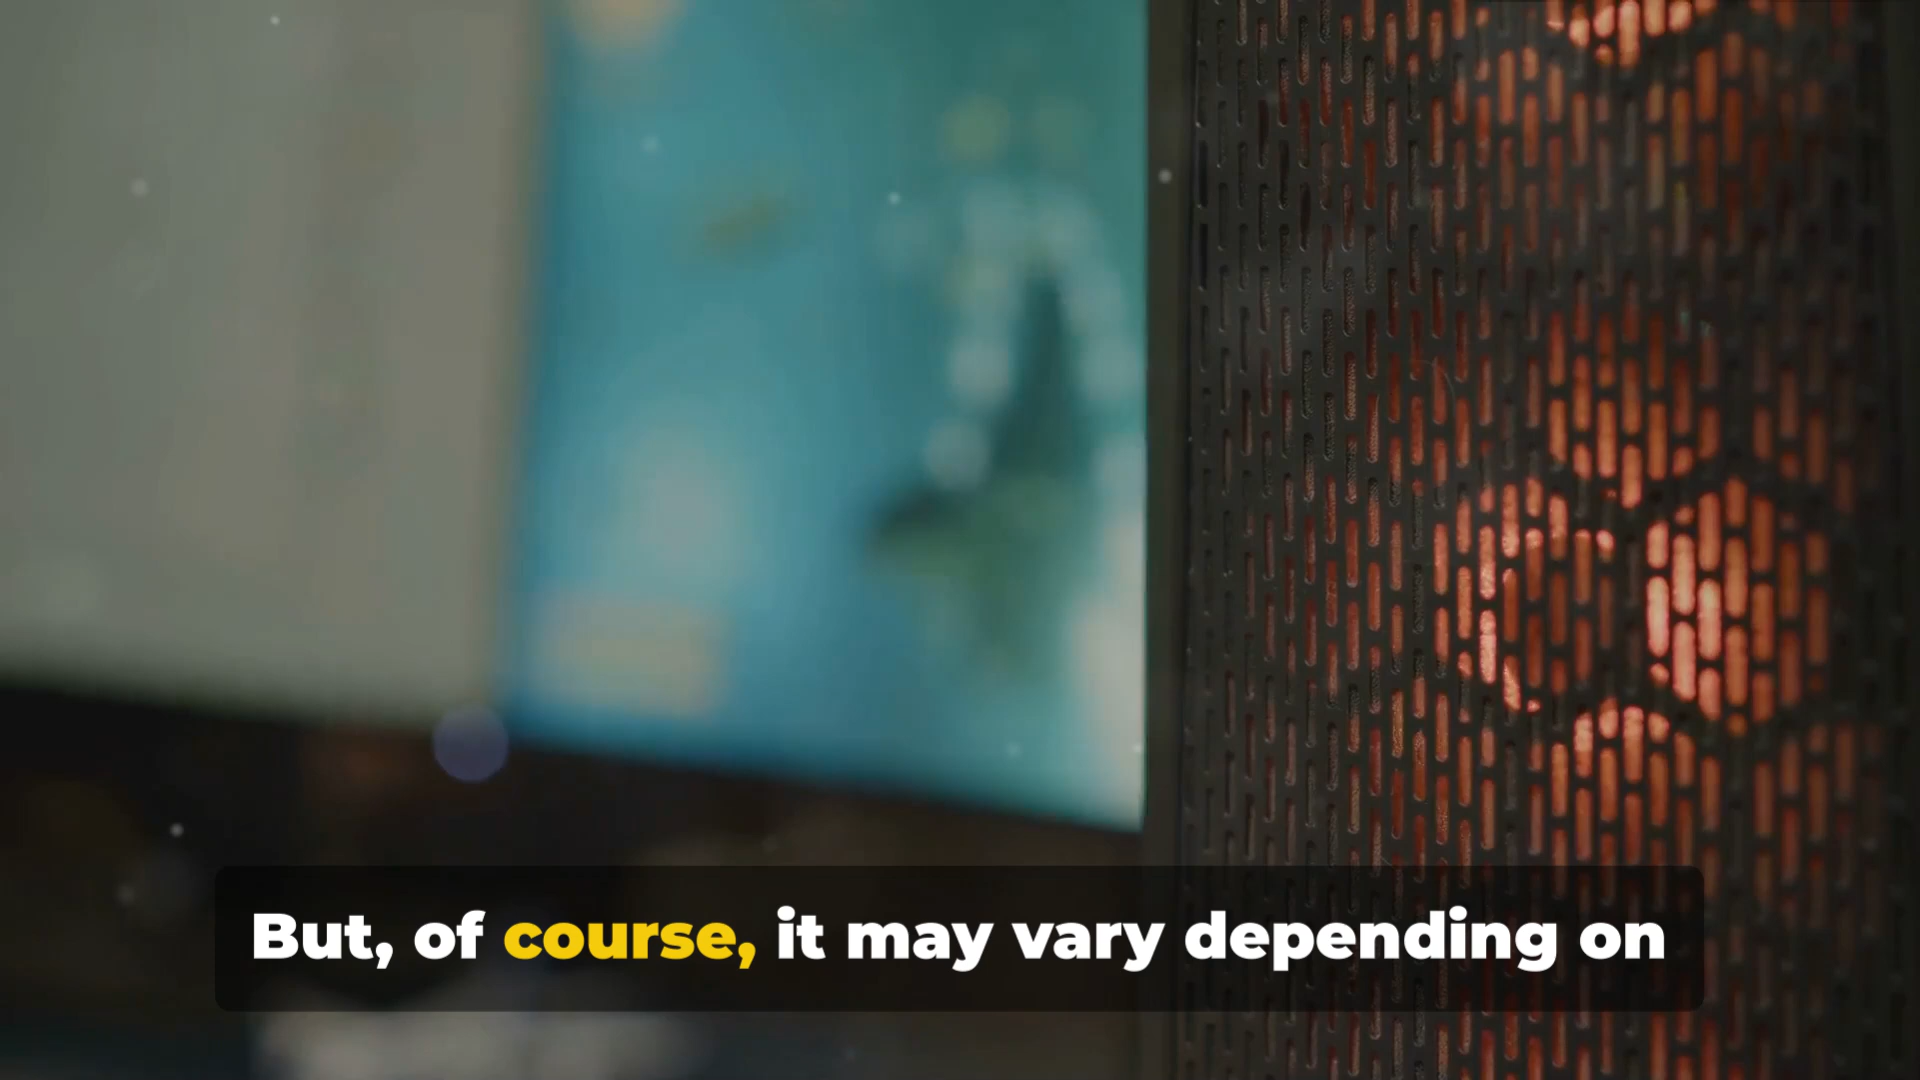 But, of course, it may vary depending on